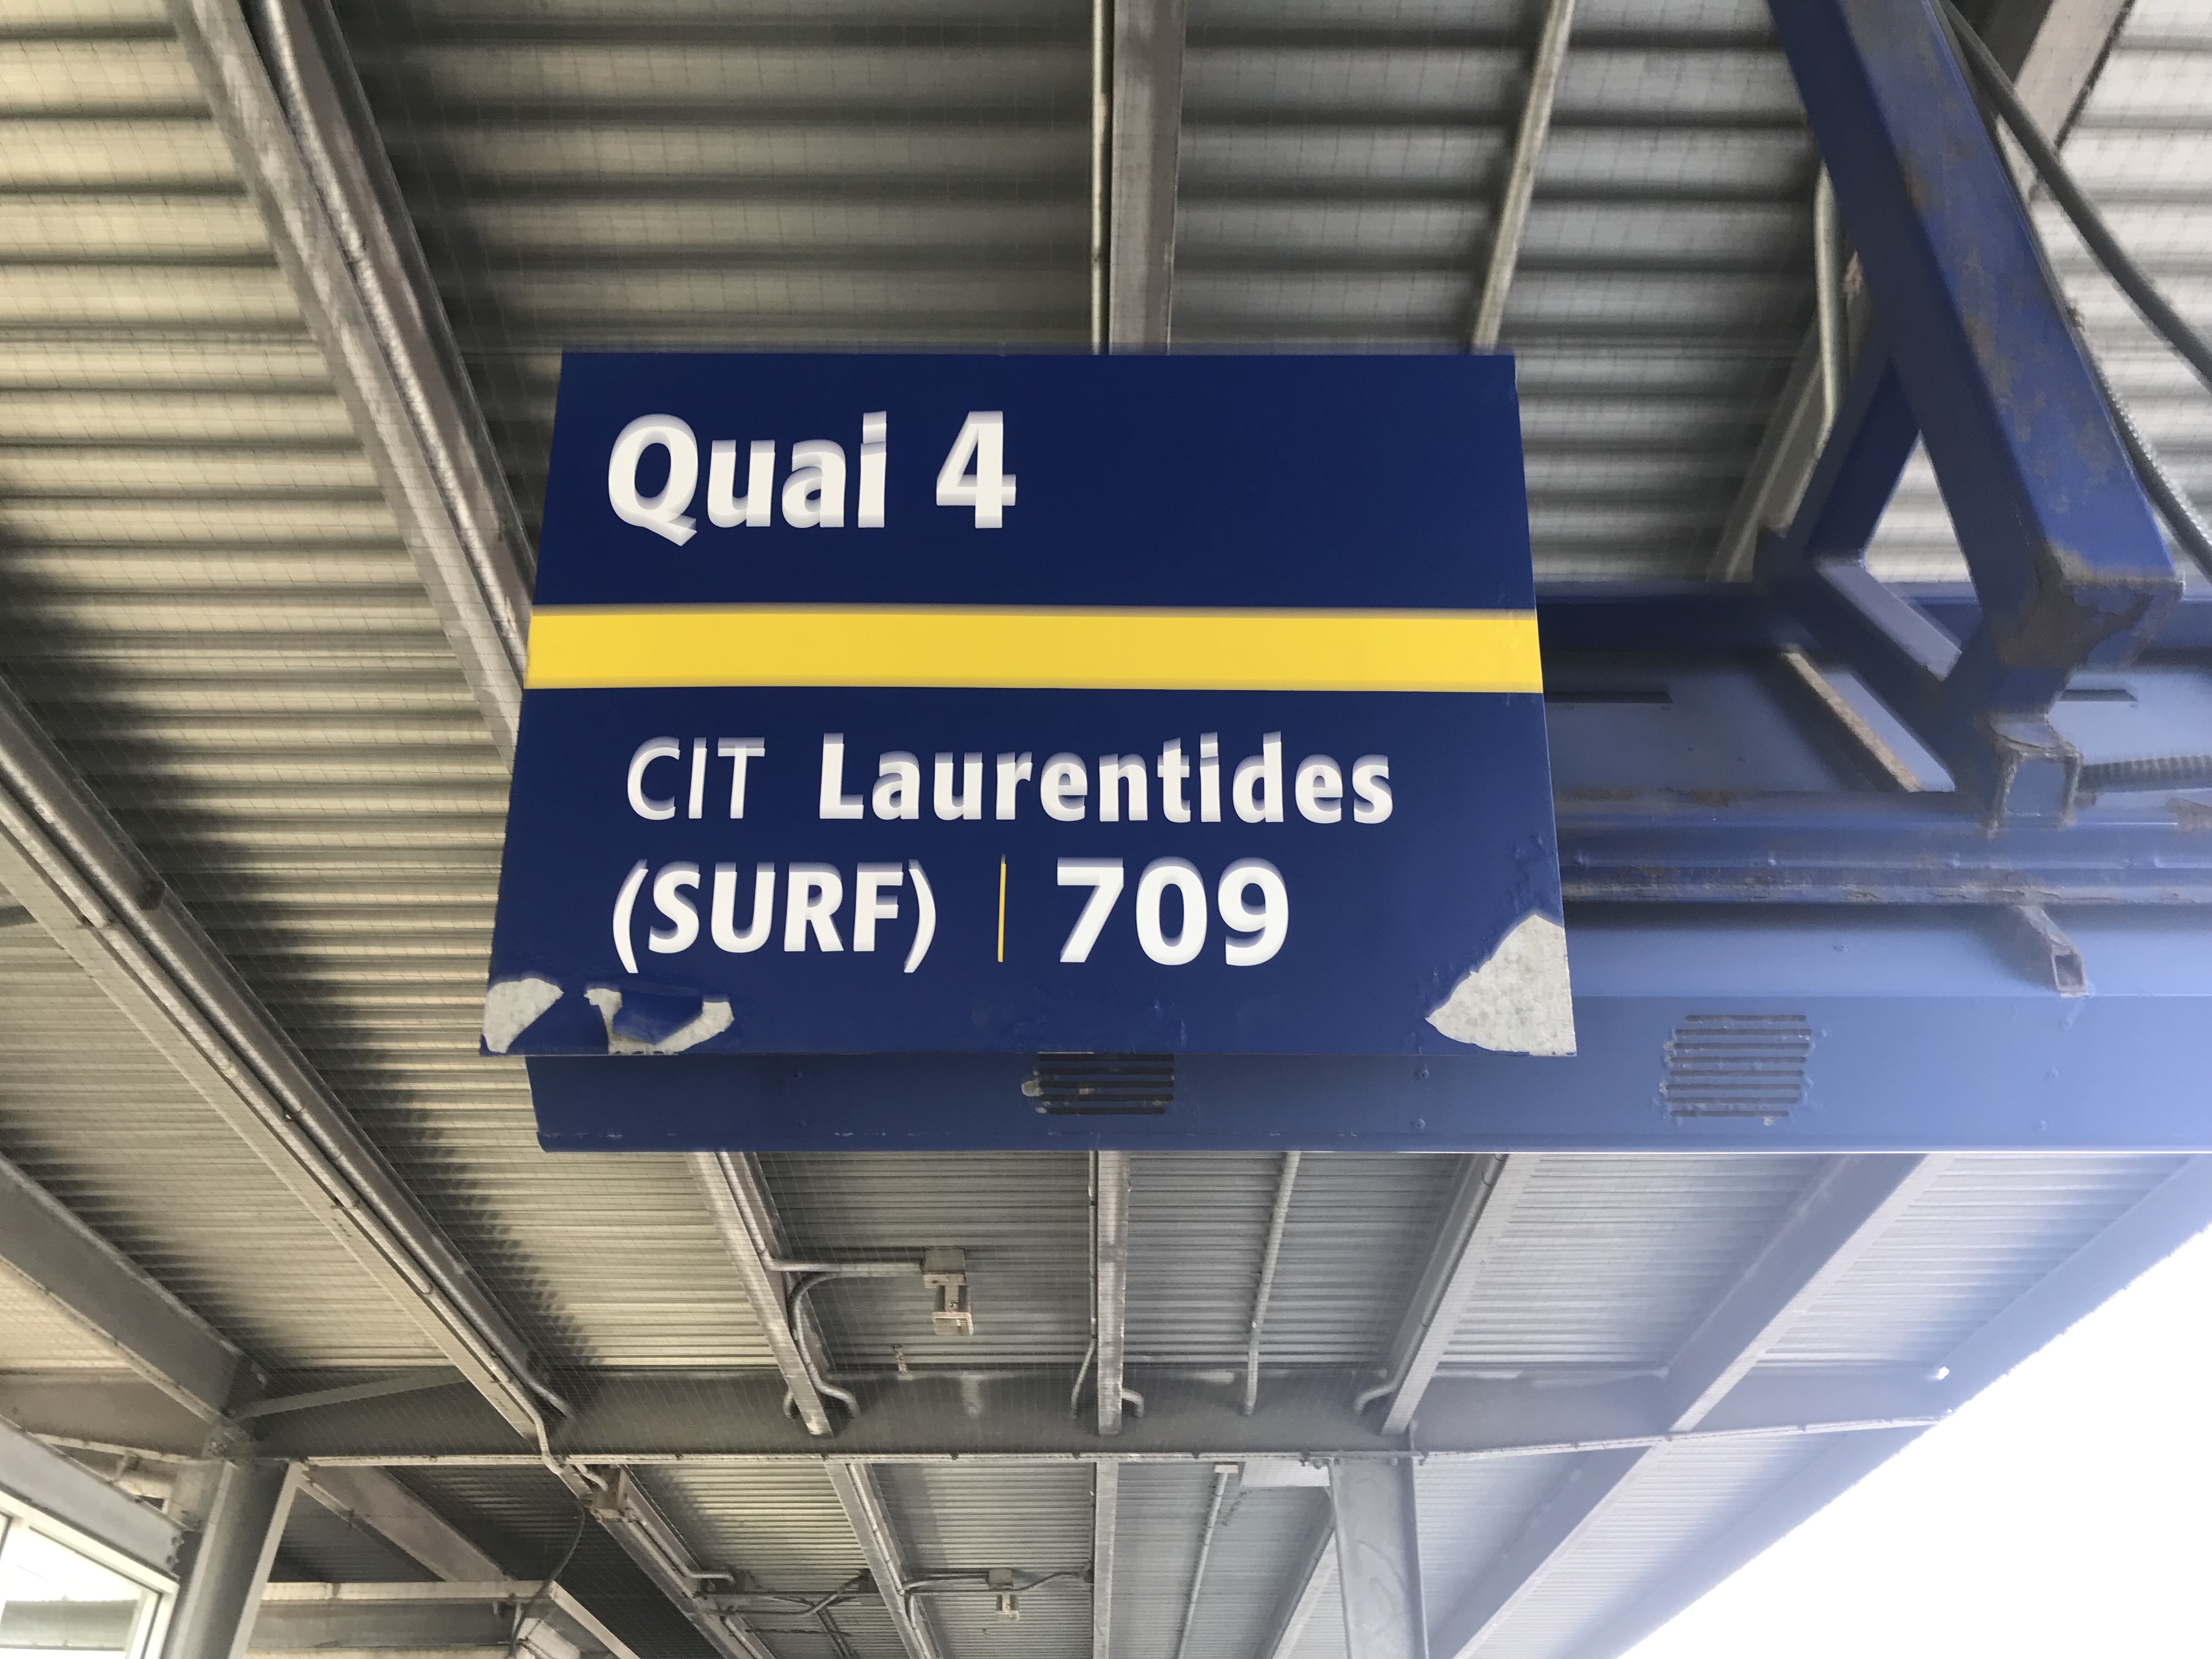 Quai 4
CIT Laurentides
(SURF) | 709